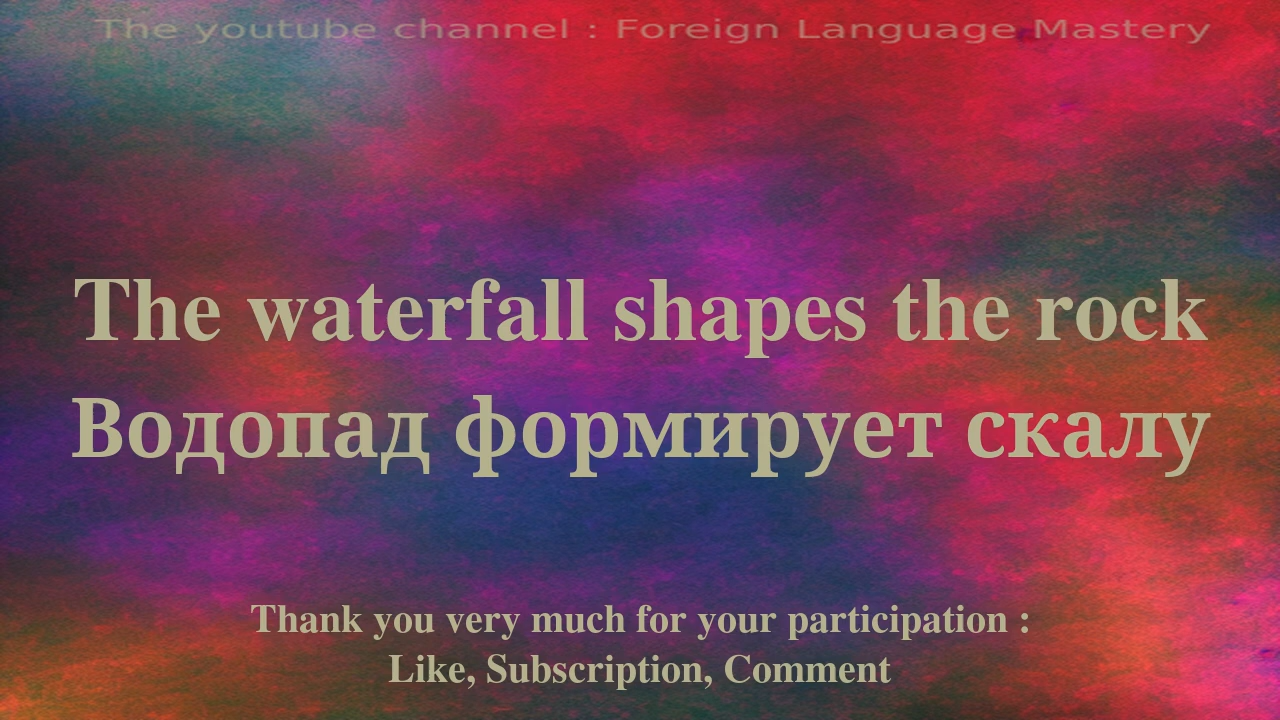 The youtube channel : Foreign Language Mastery
The waterfall shapes the rock
Водопад формирует скалу
Thank you very much for your participation :
Like, Subscription, Comment